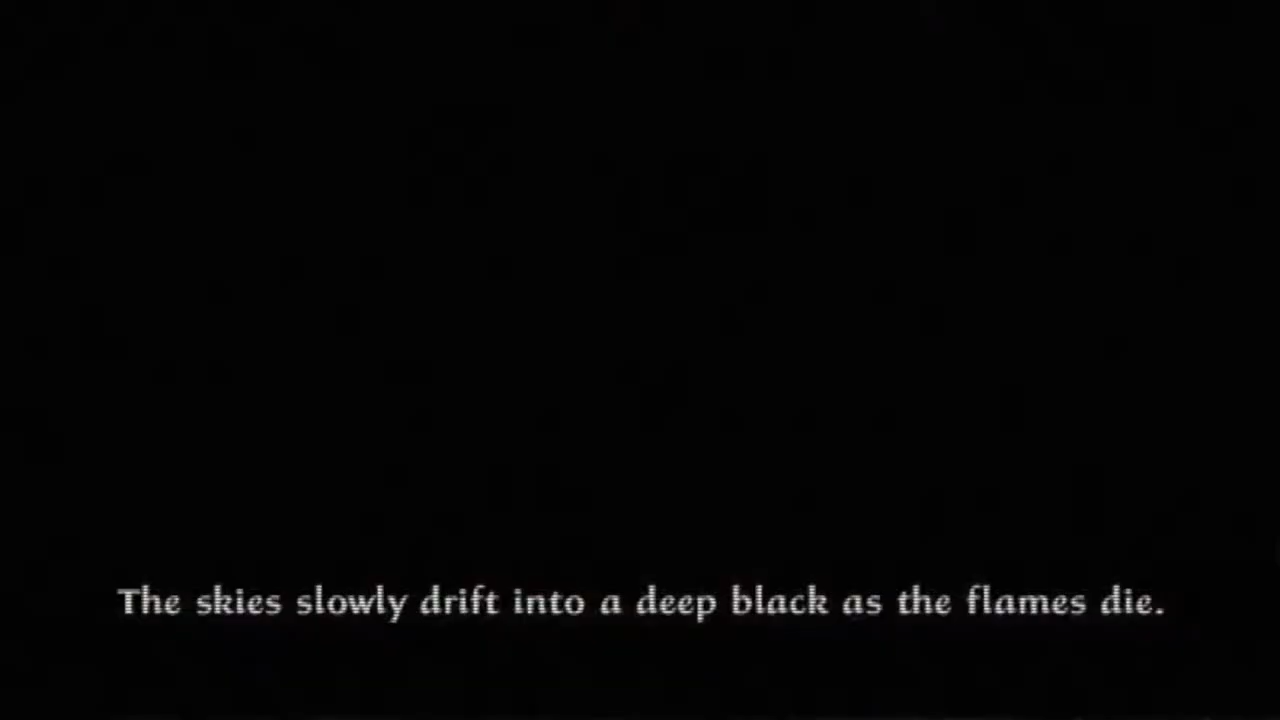 The skies slowly drift into a deep black as the flames die.